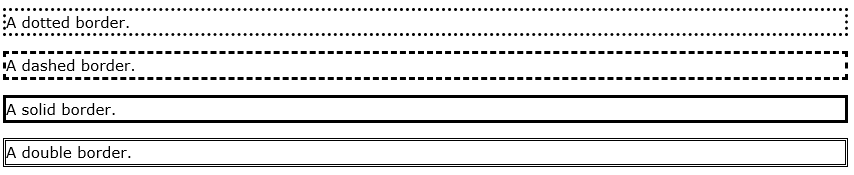 A dotted border.
A dashed border.
A solid border.
A double border.